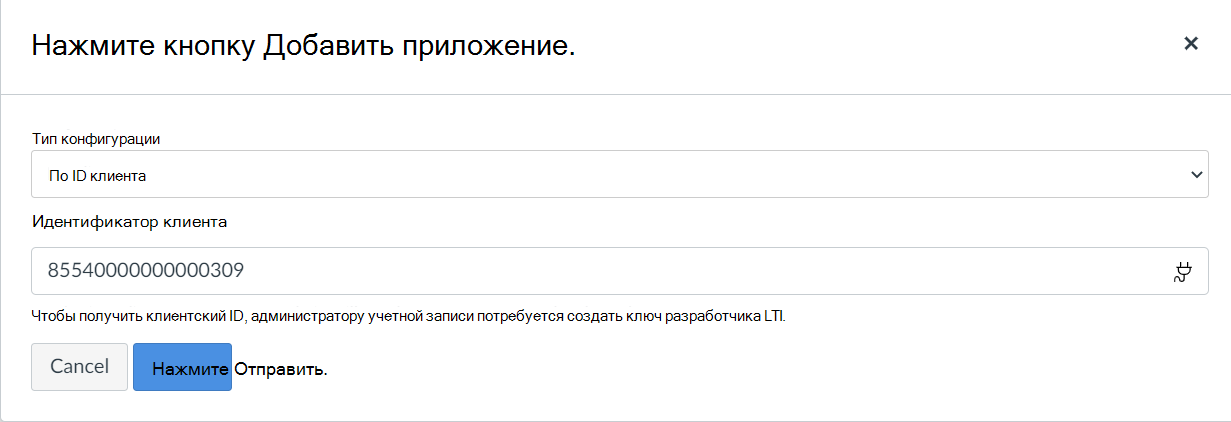 Нажмите кнопку Добавить приложение.
Тип конфигурации
По ID клиента
Идентификатор клиента
85540000000000309
Чтобы получить клиентский ID, администратору учетной записи потребуется создать ключ разработчика LTI.
Cancel Нажмите Отправить.